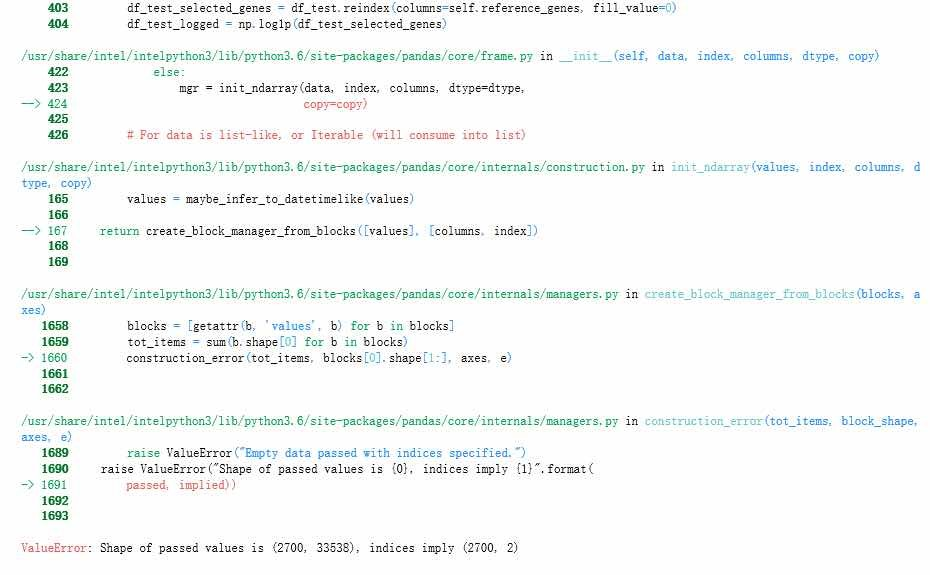 403 df_test_selected_genes = df_test.reindex(columns=self.reference_genes, fill_value=0)
404 df_test_logged = np.log1p(df_test_selected_genes)
/usr/share/intel/intelpython3/lib/python3.6/site-packages/pandas/core/frame.py in __init__(self, data, index, columns, dtype, copy)
422 else:
423 mgr = init_ndarray(data, index, columns, dtype=dtype,
--> 424 copy=copy)
425
426 # For data is list-like, or Iterable (will consume into list)
/usr/share/intel/intelpython3/lib/python3.6/site-packages/pandas/core/internals/construction.py in init_ndarray(values, index, columns, d
type, copy)
165 values = maybe_infer_to_datetimelike(values)
166
--> 167 return create_block_manager_from_blocks([values], [columns, index])
168
169
/usr/share/intel/intelpython3/lib/python3.6/site-packages/pandas/core/internals/managers.py in create_block_manager_from_blocks(blocks, a
xes)
1658 blocks = [getattr(b, 'values', b) for b in blocks]
1659 tot_items = sum(b.shape[0] for b in blocks)
-> 1660 construction_error(tot_items, blocks[0].shape[1:], axes, e)
1661
1662
/usr/share/intel/intelpython3/lib/python3.6/site-packages/pandas/core/internals/managers.py in construction_error(tot_items, block_shape,
axes, e)
1689 raise ValueError("Empty data passed with indices specified.")
1690 raise ValueError("Shape of passed values is {0}, indices imply {1}".format(
-> 1691 passed, implied))
1692
1693
ValueError: Shape of passed values is (2700, 33538), indices imply (2700, 2)